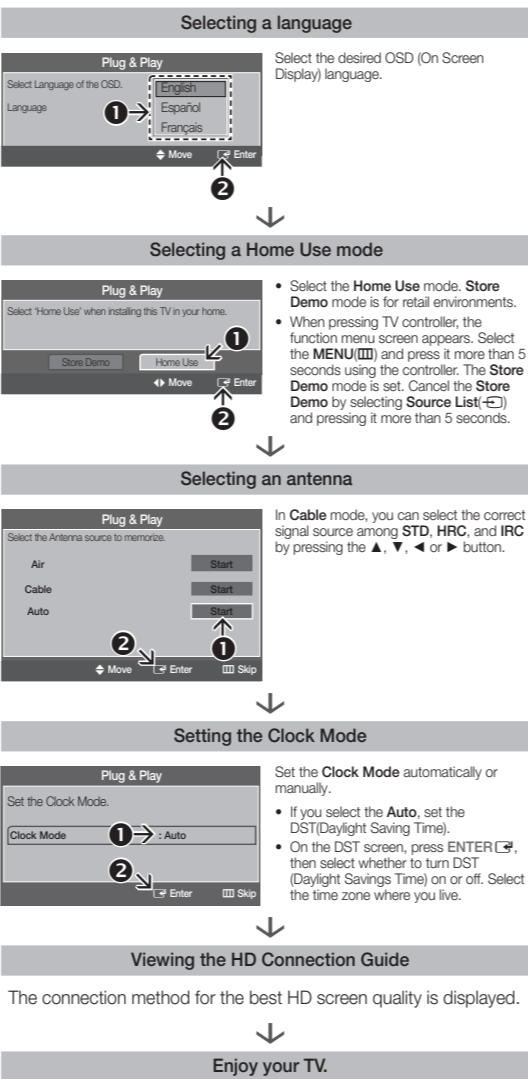 Selecting a language
Plug & Play
Select Language of the OSD.
Language
English
Español
Français
1
Move
Enter
2
Select the desired OSD (On Screen
Display) language.
Selecting a Home Use mode
Plug & Play
Select 'Home Use' when installing this TV in your home.
1
Store Demo
Home Use
Move
Enter
2
• Select the Home Use mode. Store
Demo mode is for retail environments.
• When pressing TV controller, the
function menu screen appears. Select
the MENU() and press it more than 5
seconds using the controller. The Store
Demo mode is set. Cancel the Store
Demo by selecting Source List()
and pressing it more than 5 seconds.
Selecting an antenna
Plug & Play
Select the Antenna source to memorize.
Air
Start
Cable
Start
Auto
Start
2
1
Move
Enter
Skip
In Cable mode, you can select the correct
signal source among STD, HRC, and IRC
by pressing the ▲, ▼, ◄ or ► button.
Setting the Clock Mode
Plug & Play
Set the Clock Mode.
Clock Mode
1
: Auto
2
Enter
Skip
Set the Clock Mode automatically or
manually.
• If you select the Auto, set the
DST(Daylight Saving Time).
• On the DST screen, press ENTER,
then select whether to turn DST
(Daylight Savings Time) on or off. Select
the time zone where you live.
Viewing the HD Connection Guide
The connection method for the best HD screen quality is displayed.
Enjoy your TV.